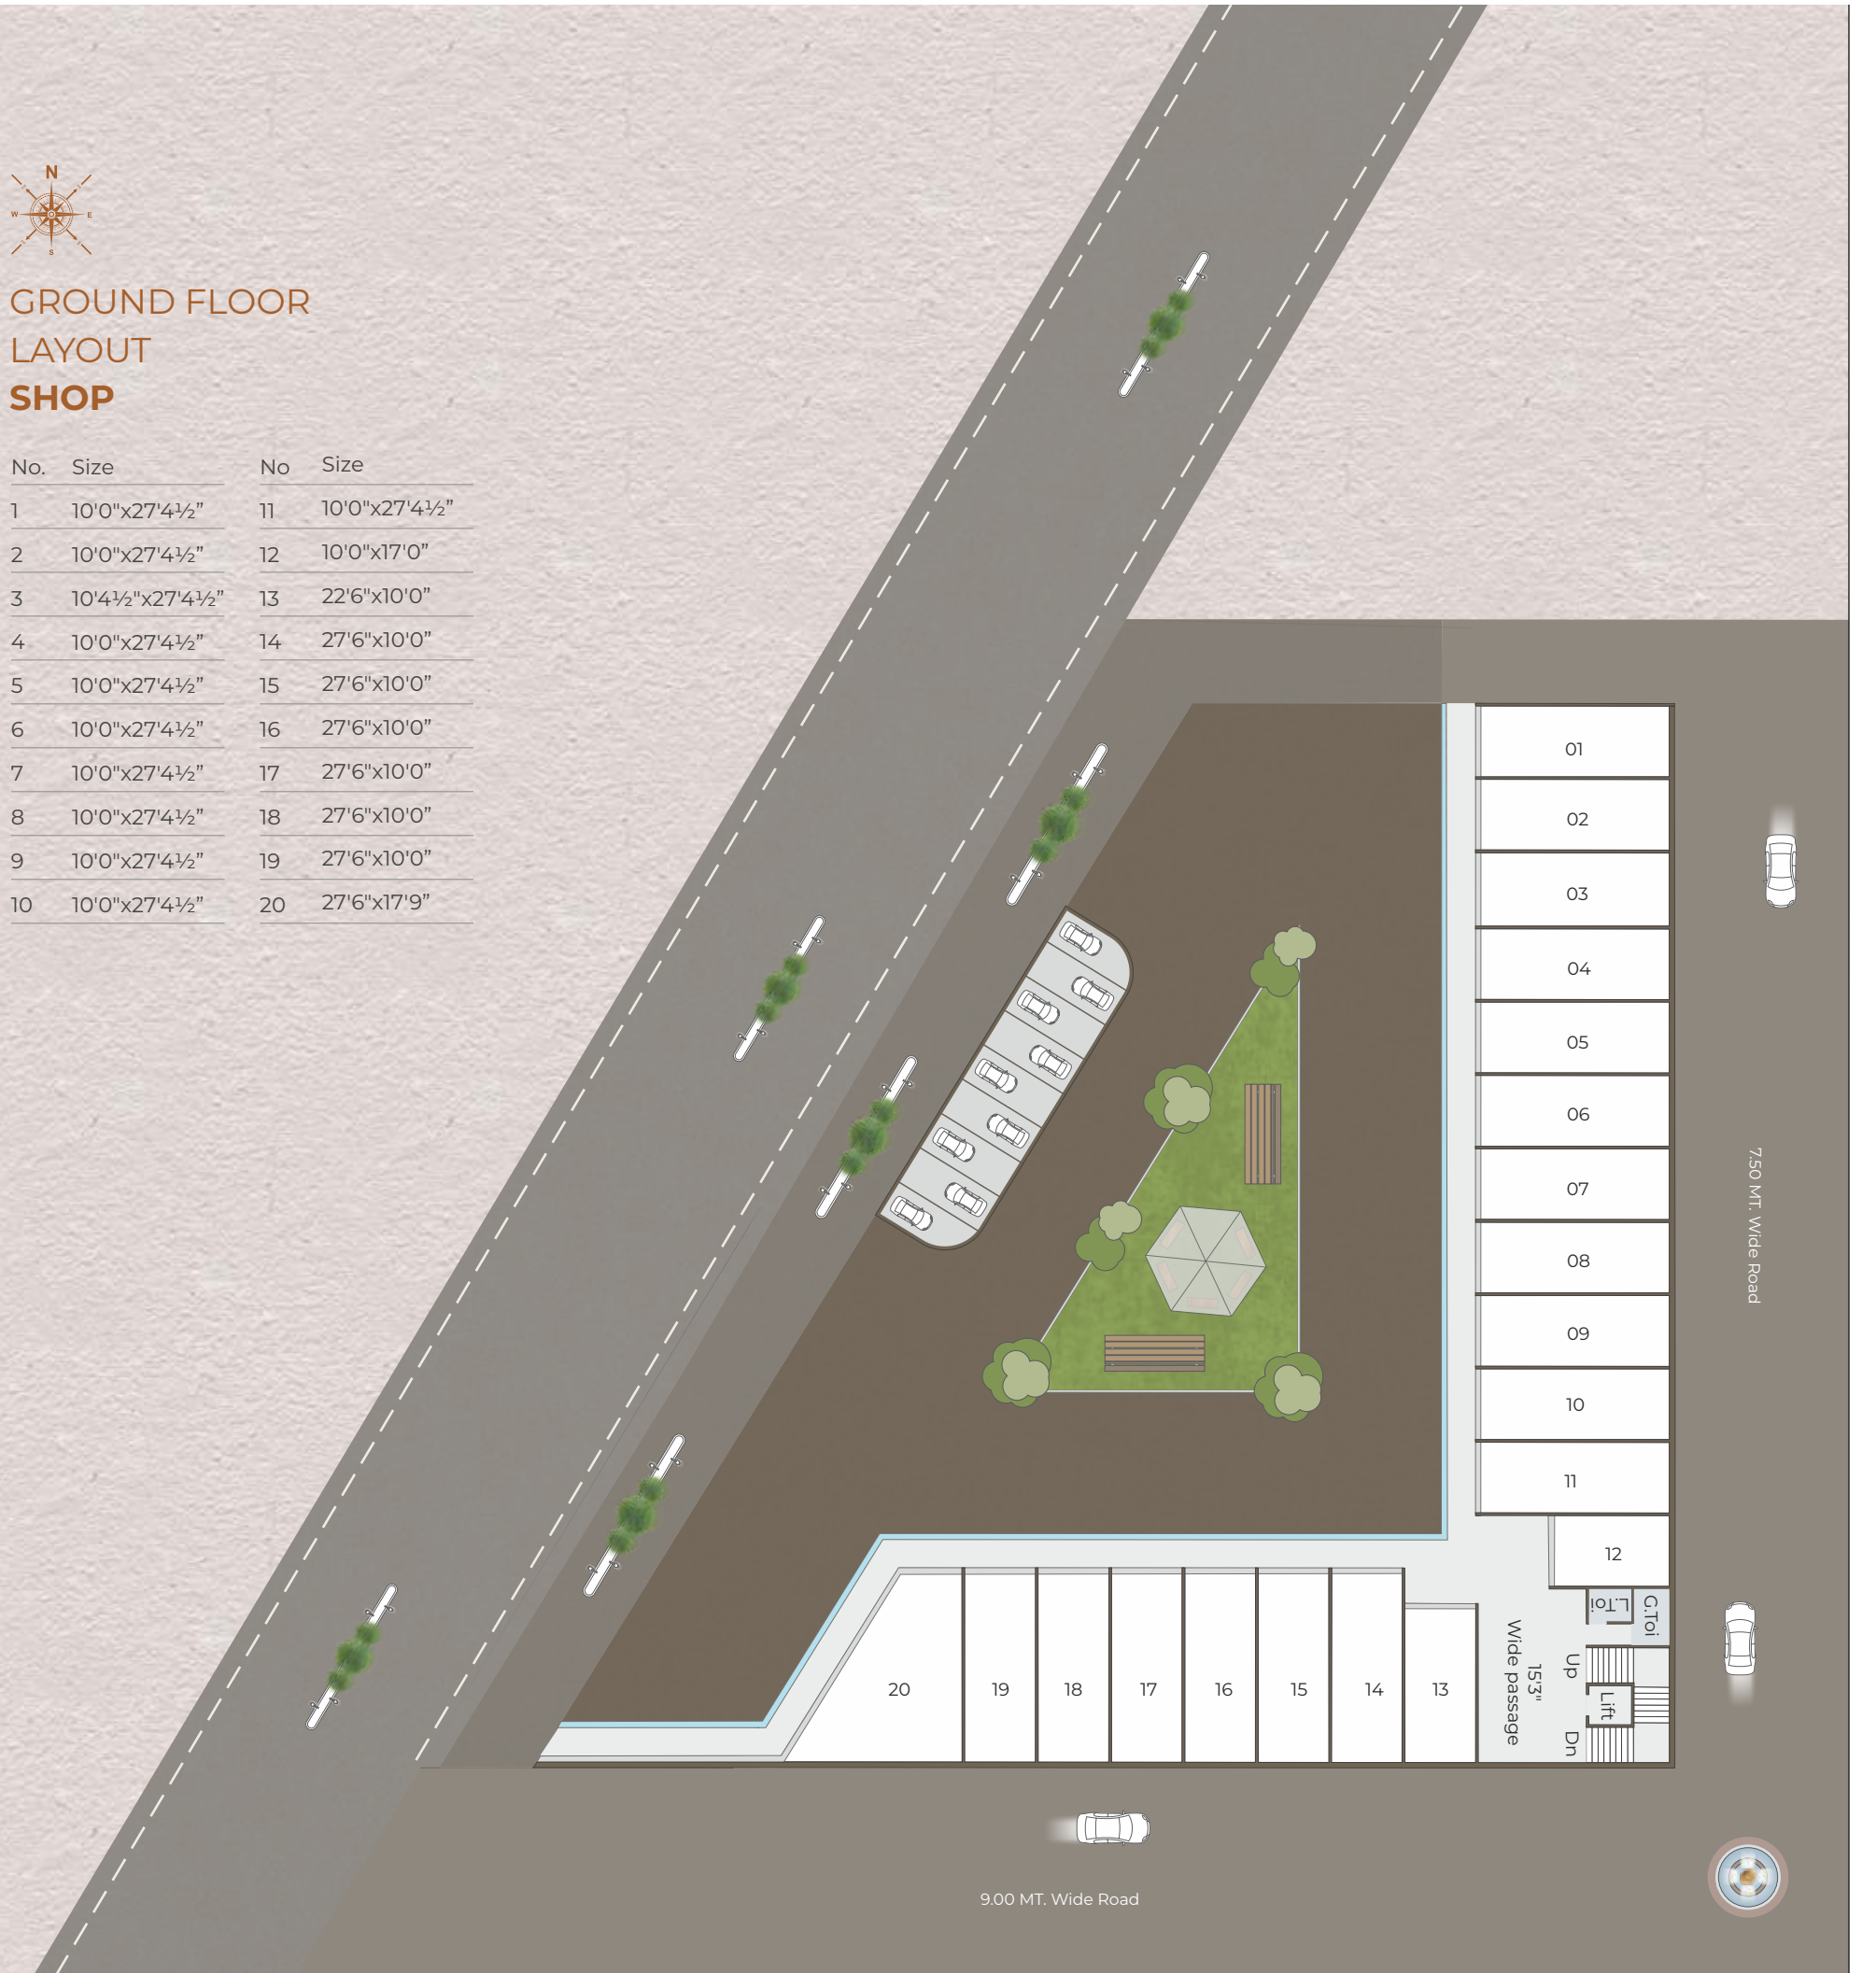 N
W E
S
GROUND FLOOR
LAYOUT
SHOP
No. Size No Size
1 10'0"x27'4½” 11 10'0"x27'4½”
2 10'0"x27'4½” 12 10'0"x17'0”
3 10'4½"x27'4½” 13 22'6"x10'0”
4 10'0"x27'4½” 14 27'6"x10'0”
5 10'0"x27'4½” 15 27'6"x10'0”
6 10'0"x27'4½” 16 27'6"x10'0”
7 10'0"x27'4½” 17 27'6"x10'0”
8 10'0"x27'4½” 18 27'6"x10'0”
9 10'0"x27'4½” 19 27'6"x10'0”
10 10'0"x27'4½” 20 27'6"x17'9”
01
02
03
04
05
06
07
08
09
10
11
12
L.Toi
G.Toi
Up
Lift
Dn
15'3"
Wide passage
20 19 18 17 16 15 14 13
7.50 MT. Wide Road
9.00 MT. Wide Road